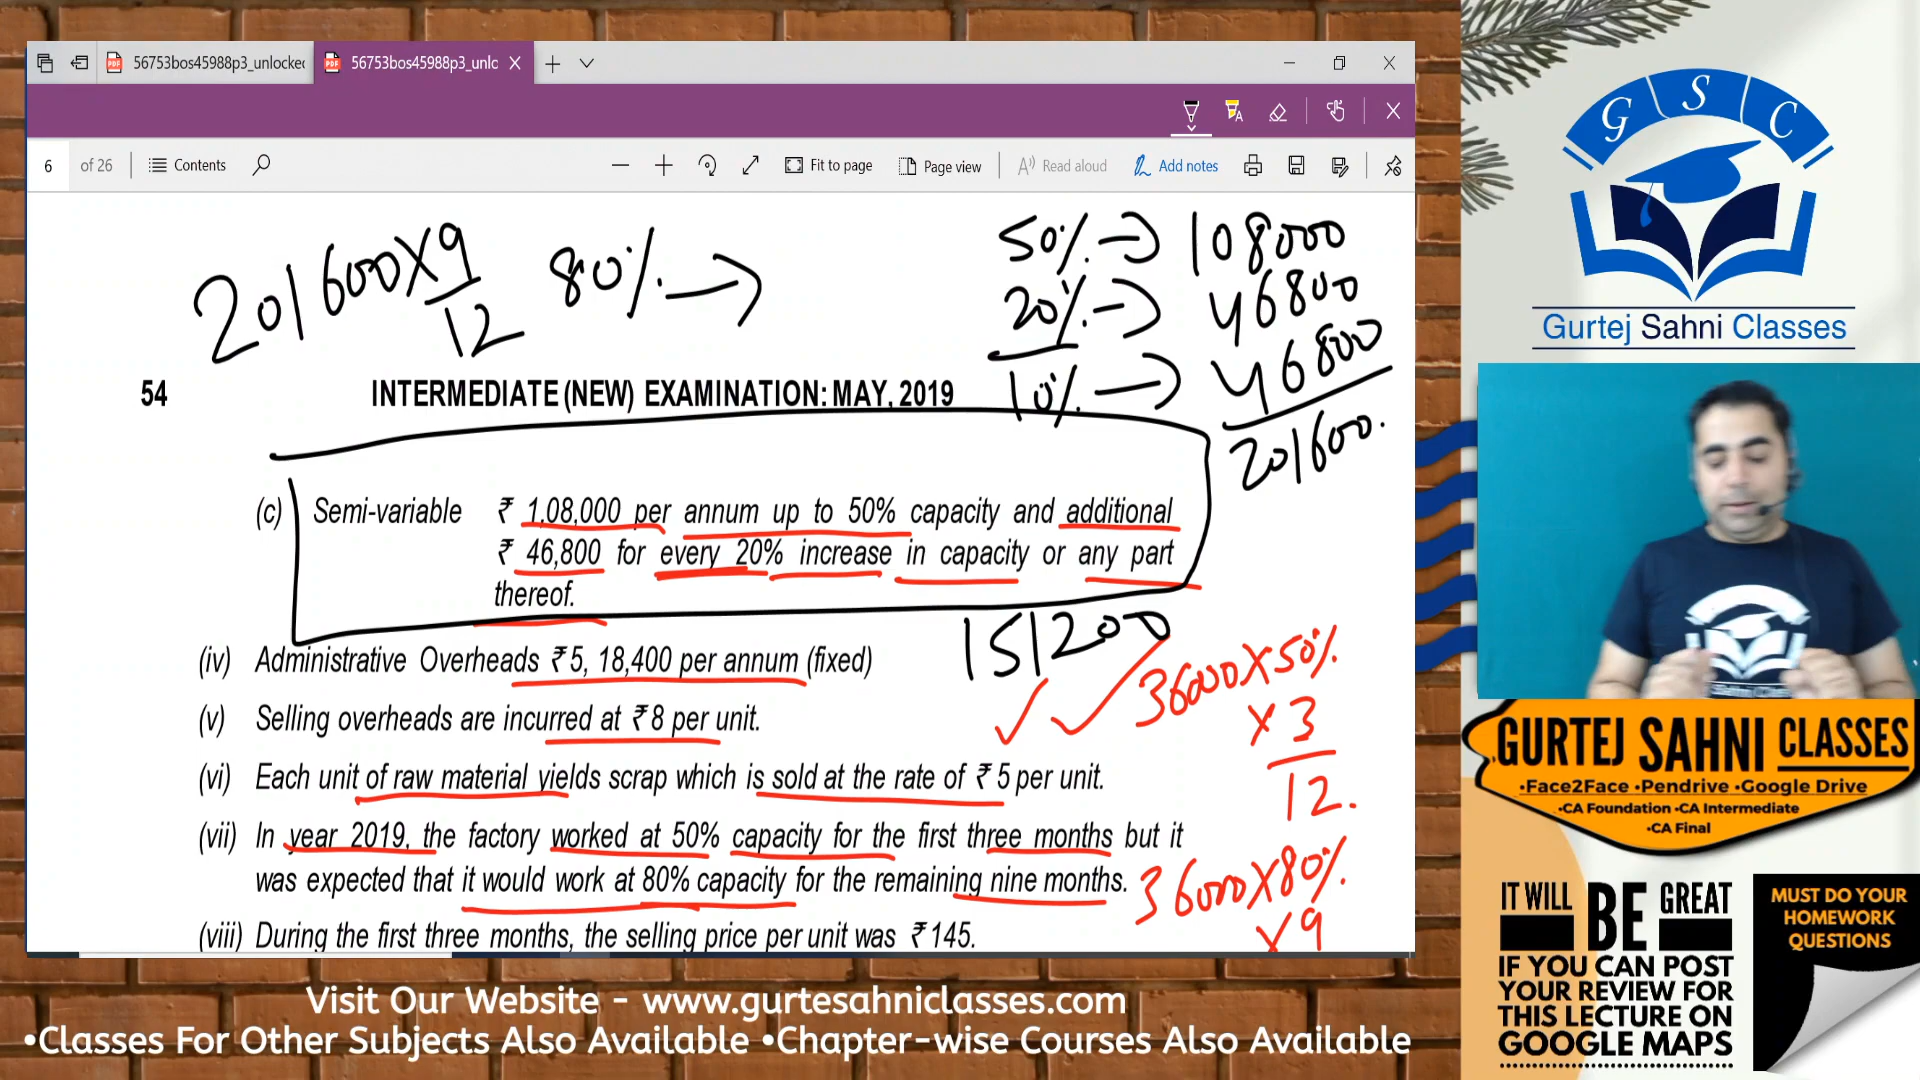 56753bos45988p3_unlocked
56753bos45988p3_unlo
6 of 26
Contents
Fit to page
Page view
Read aloud
Add notes
201600×9
12
80% →
50% → 108000
20% → 46800
10% → 46800
201600.
54 INTERMEDIATE (NEW) EXAMINATION: MAY, 2019
(c) Semi-variable ₹ 1,08,000 per annum up to 50% capacity and additional
₹ 46,800 for every 20% increase in capacity or any part
thereof.
151200
(iv) Administrative Overheads ₹ 5, 18,400 per annum (fixed)
(v) Selling overheads are incurred at ₹ 8 per unit.
(vi) Each unit of raw material yields scrap which is sold at the rate of ₹ 5 per unit.
(vii) In year 2019, the factory worked at 50% capacity for the first three months but it
was expected that it would work at 80% capacity for the remaining nine months.
(viii) During the first three months, the selling price per unit was ₹ 145.
36000×50%
×3
12.
36000×80%
×9
G S C
Gurtej Sahni Classes
GURTEJ SAHNI CLASSES
•Face2Face •Pendrive •Google Drive
•CA Foundation •CA Intermediate
•CA Final
IT WILL BE GREAT
IF YOU CAN POST
YOUR REVIEW FOR
THIS LECTURE ON
GOOGLE MAPS
MUST DO YOUR
HOMEWORK
QUESTIONS
Visit Our Website - www.gurtesahniclasses.com
•Classes For Other Subjects Also Available •Chapter-wise Courses Also Available